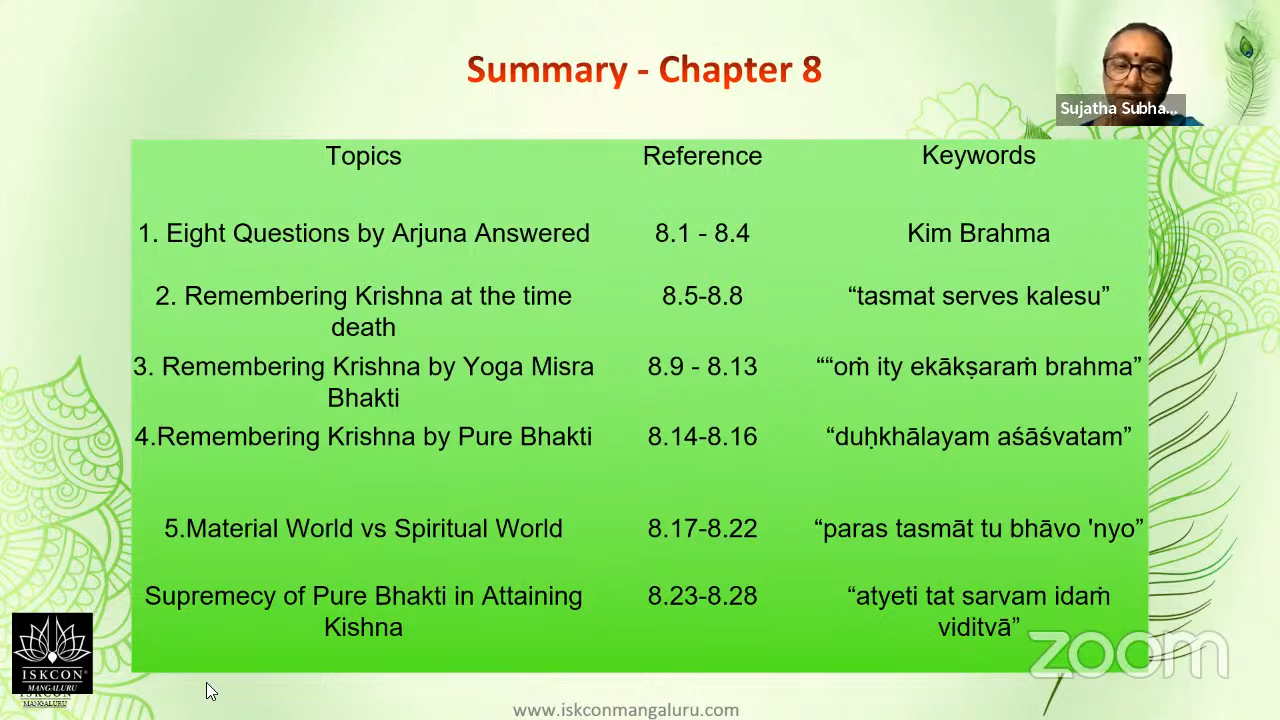 Summary - Chapter 8
Sujatha Subha...
Topics Reference Keywords
1. Eight Questions by Arjuna Answered 8.1 - 8.4 Kim Brahma
2. Remembering Krishna at the time 8.5-8.8 “tasmat serves kalesu”
death
3. Remembering Krishna by Yoga Misra 8.9 - 8.13 ““oṁ ity ekākṣaraṁ brahma”
Bhakti
4.Remembering Krishna by Pure Bhakti 8.14-8.16 “duḥkhālayam aśāśvatam”
5.Material World vs Spiritual World 8.17-8.22 “paras tasmāt tu bhāvo 'nyo”
Supremecy of Pure Bhakti in Attaining 8.23-8.28 “atyeti tat sarvam idaṁ
Kishna viditvā”
zoom
ISKCON
MANGALURU
ISKCON
MANGALURU
www.iskconmangaluru.com